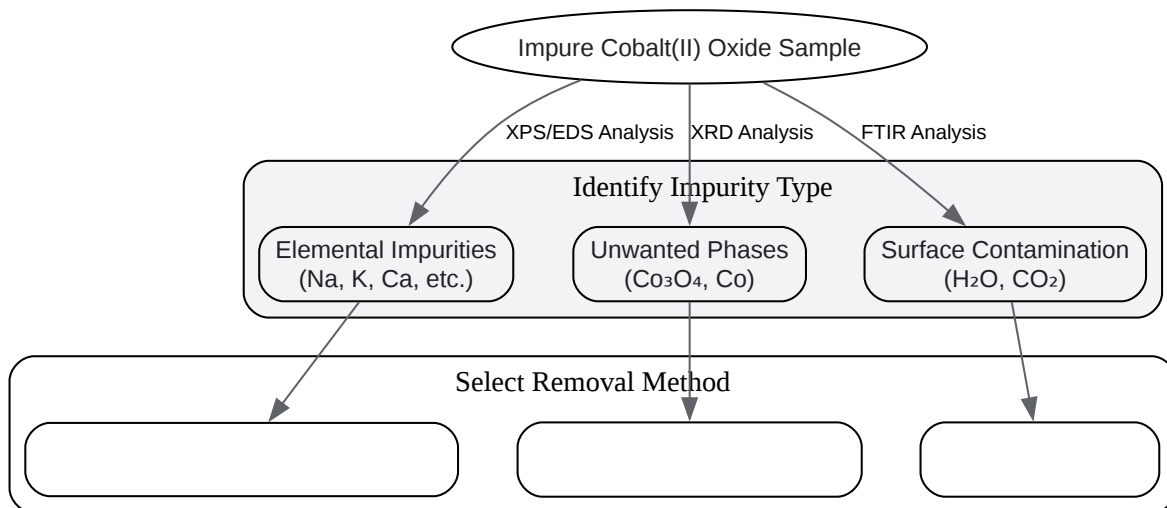 Impure Cobalt(II) Oxide Sample
XPS/EDS Analysis
XRD Analysis
FTIR Analysis
Identify Impurity Type
Elemental Impurities
(Na, K, Ca, etc.)
Unwanted Phases
(Co₃O₄, Co)
Surface Contamination
(H₂O, CO₂)
Select Removal Method